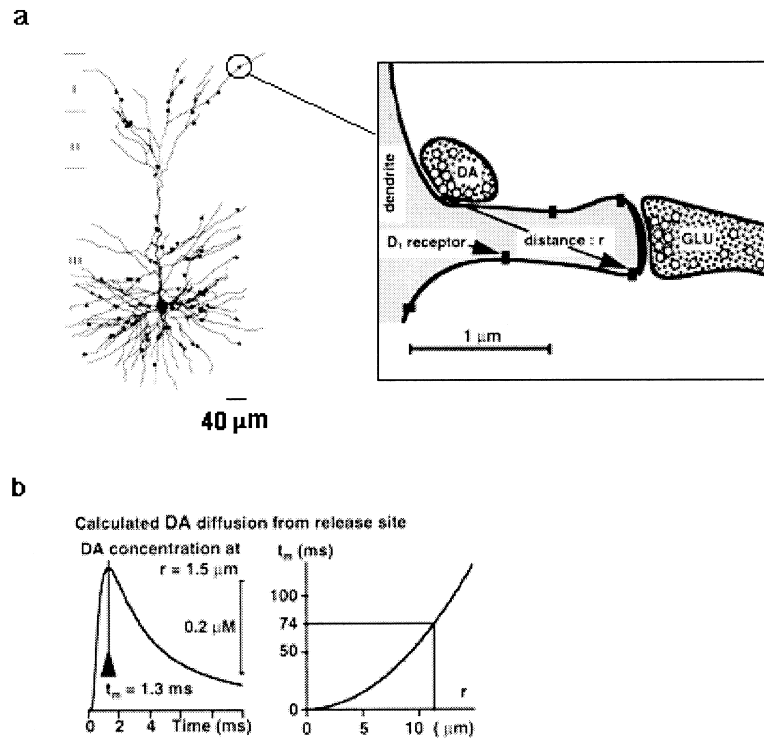 a
I
II
III
40 µm
dendrite
DA
D₁ receptor
distance : r
GLU
1 µm
b
Calculated DA diffusion from release site
DA concentration at
r = 1.5 µm
0.2 µM
tₘ = 1.3 ms
0 2 4 Time (ms)
tₘ (ms)
100
74
50
0
r
0 5 10 ( µm)